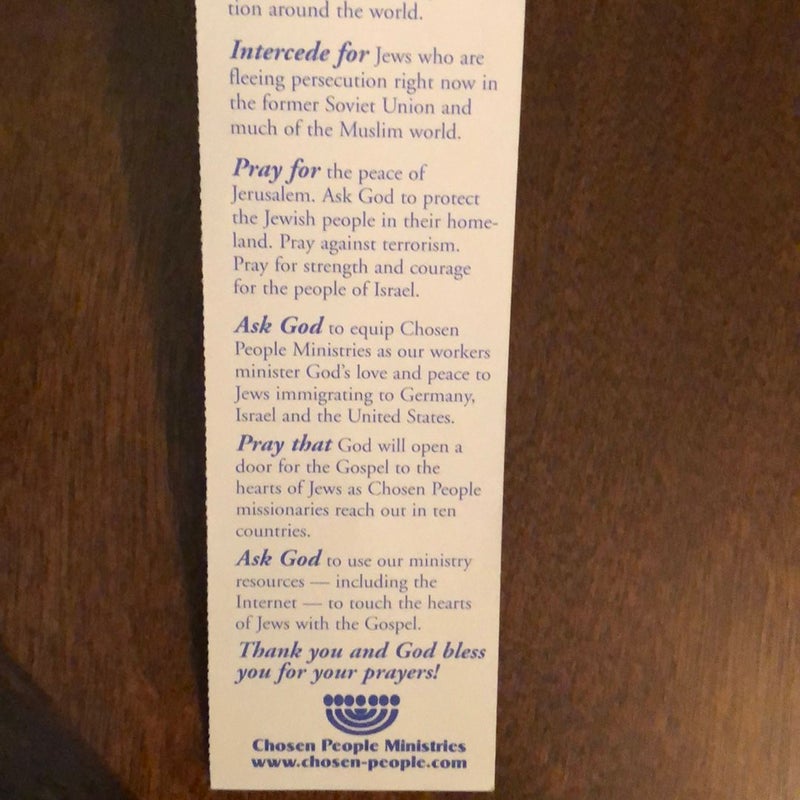 tion around the world.
Intercede for Jews who are
fleeing persecution right now in
the former Soviet Union and
much of the Muslim world.
Pray for the peace of
Jerusalem. Ask God to protect
the Jewish people in their home-
land. Pray against terrorism.
Pray for strength and courage
for the people of Israel.
Ask God to equip Chosen
People Ministries as our workers
minister God's love and peace to
Jews immigrating to Germany,
Israel and the United States.
Pray that God will open a
door for the Gospel to the
hearts of Jews as Chosen People
missionaries reach out in ten
countries.
Ask God to use our ministry
resources — including the
Internet — to touch the hearts
of Jews with the Gospel.
Thank you and God bless
you for your prayers!
Chosen People Ministries
www.chosen-people.com